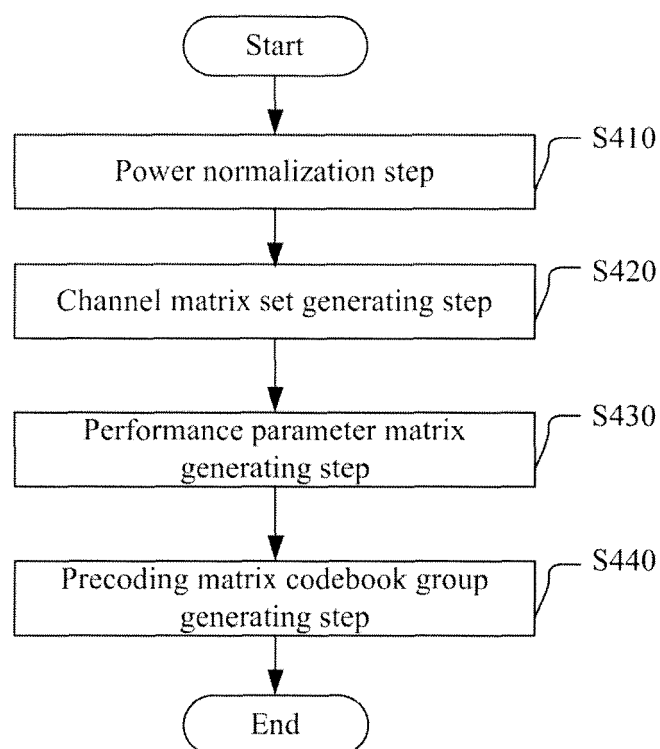 Start
Power normalization step
S410
Channel matrix set generating step
S420
Performance parameter matrix
generating step
S430
Precoding matrix codebook group
generating step
S440
End